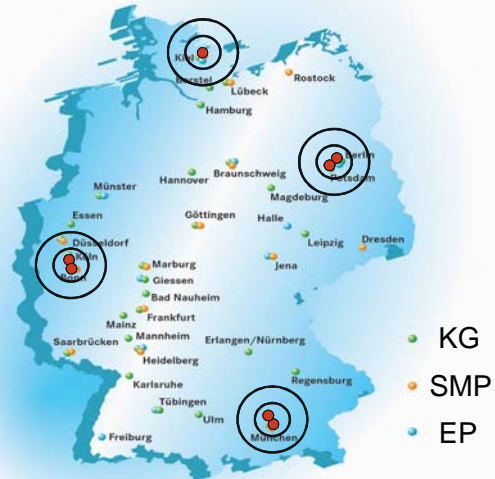 Kiel
Borstel
Rostock
Lübeck
Hamburg
Berlin
Potsdam
Braunschweig
Hannover
Magdeburg
Münster
Essen
Göttingen
Halle
Düsseldorf
Leipzig
Dresden
Köln
Bonn
Marburg
Jena
Giessen
Bad Nauheim
Frankfurt
Mainz
Mannheim
Erlangen/Nürnberg
Saarbrücken
Heidelberg
Karlsruhe
Regensburg
Tübingen
Ulm
München
Freiburg
KG
SMP
EP